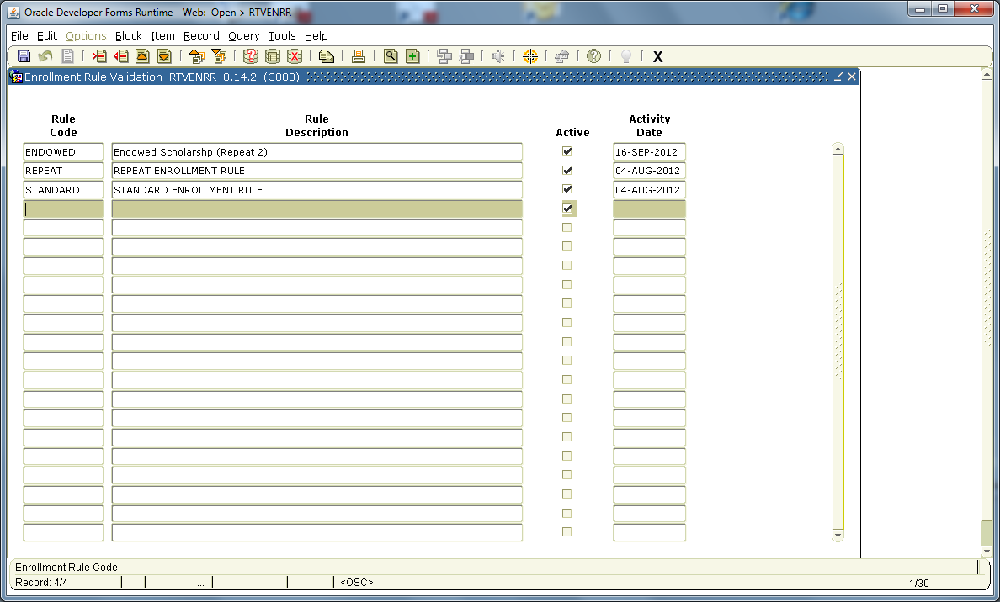 Oracle Developer Forms Runtime - Web: Open > RTVENRR
File Edit Options Block Item Record Query Tools Help
X
Enrollment Rule Validation RTVENRR 8.14.2 (C800)
Rule Code
Rule Description
Active
Activity Date
ENDOWED Endowed Scholarshp (Repeat 2) 16-SEP-2012
REPEAT REPEAT ENROLLMENT RULE 04-AUG-2012
STANDARD STANDARD ENROLLMENT RULE 04-AUG-2012
Enrollment Rule Code
Record: 4/4 ... <OSC> 1/30